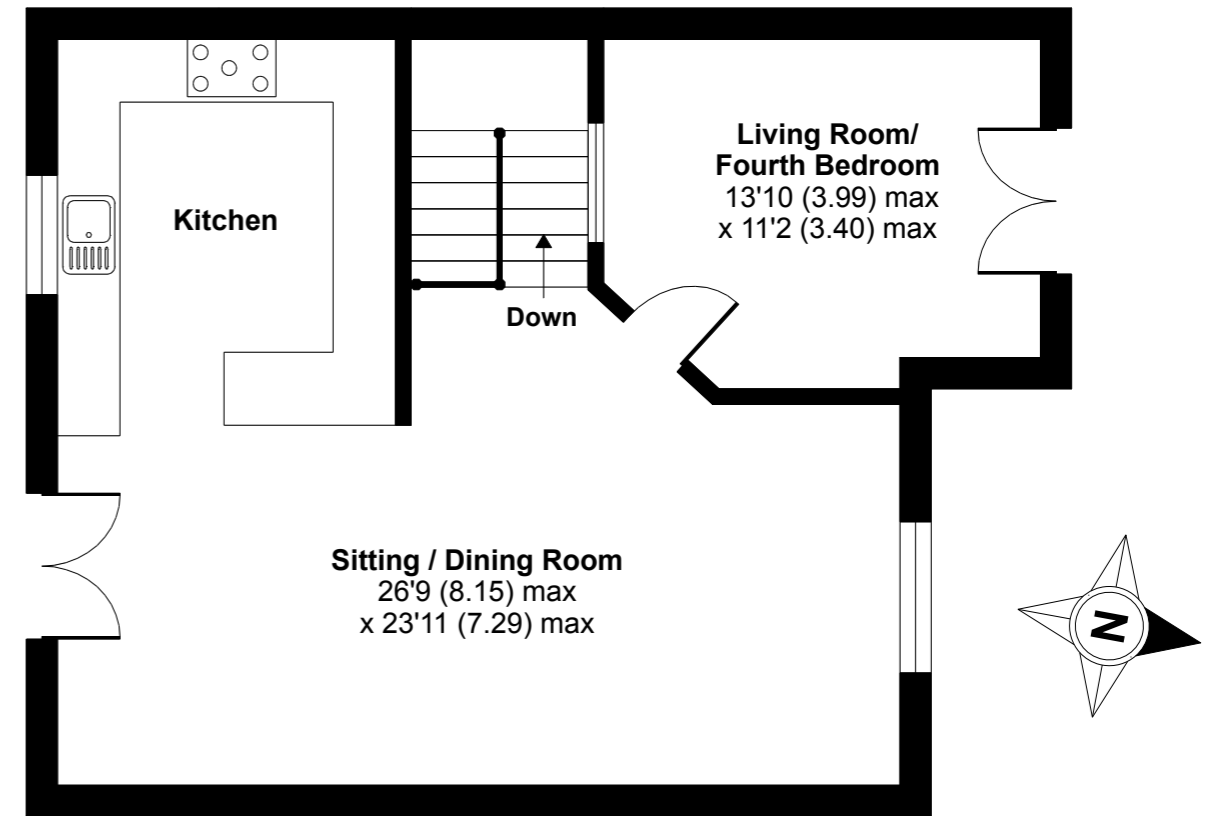 Kitchen
Down
Living Room/
Fourth Bedroom
13'10 (3.99) max
x 11'2 (3.40) max
Sitting / Dining Room
26'9 (8.15) max
x 23'11 (7.29) max
N